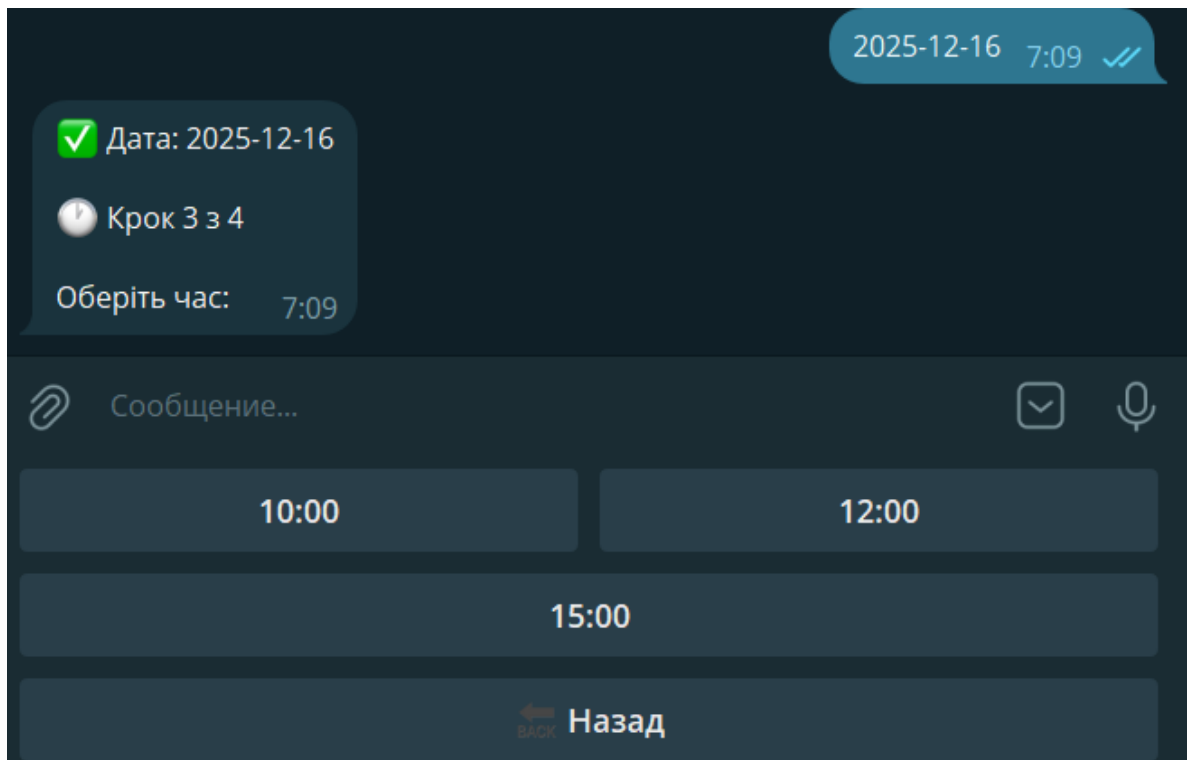 2025-12-16 7:09
✅ Дата: 2025-12-16
🕐 Крок 3 з 4
Оберіть час: 7:09
Сообщение...
10:00 12:00
15:00
BACK Назад